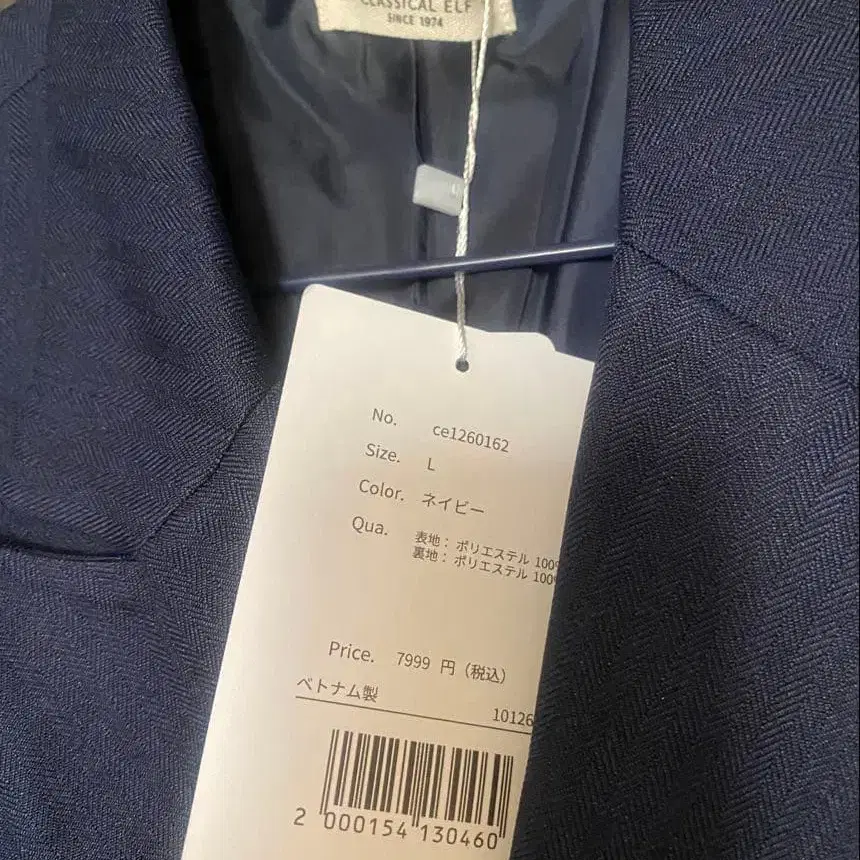 CLASSICAL ELF
SINCE 1974
No. ce1260162
Size. L
Color. ネイビー
Qua. 表地：ポリエステル 100%
裏地：ポリエステル 100%
Price. 7999 円（税込）
ベトナム製
10126
2 000154 130460